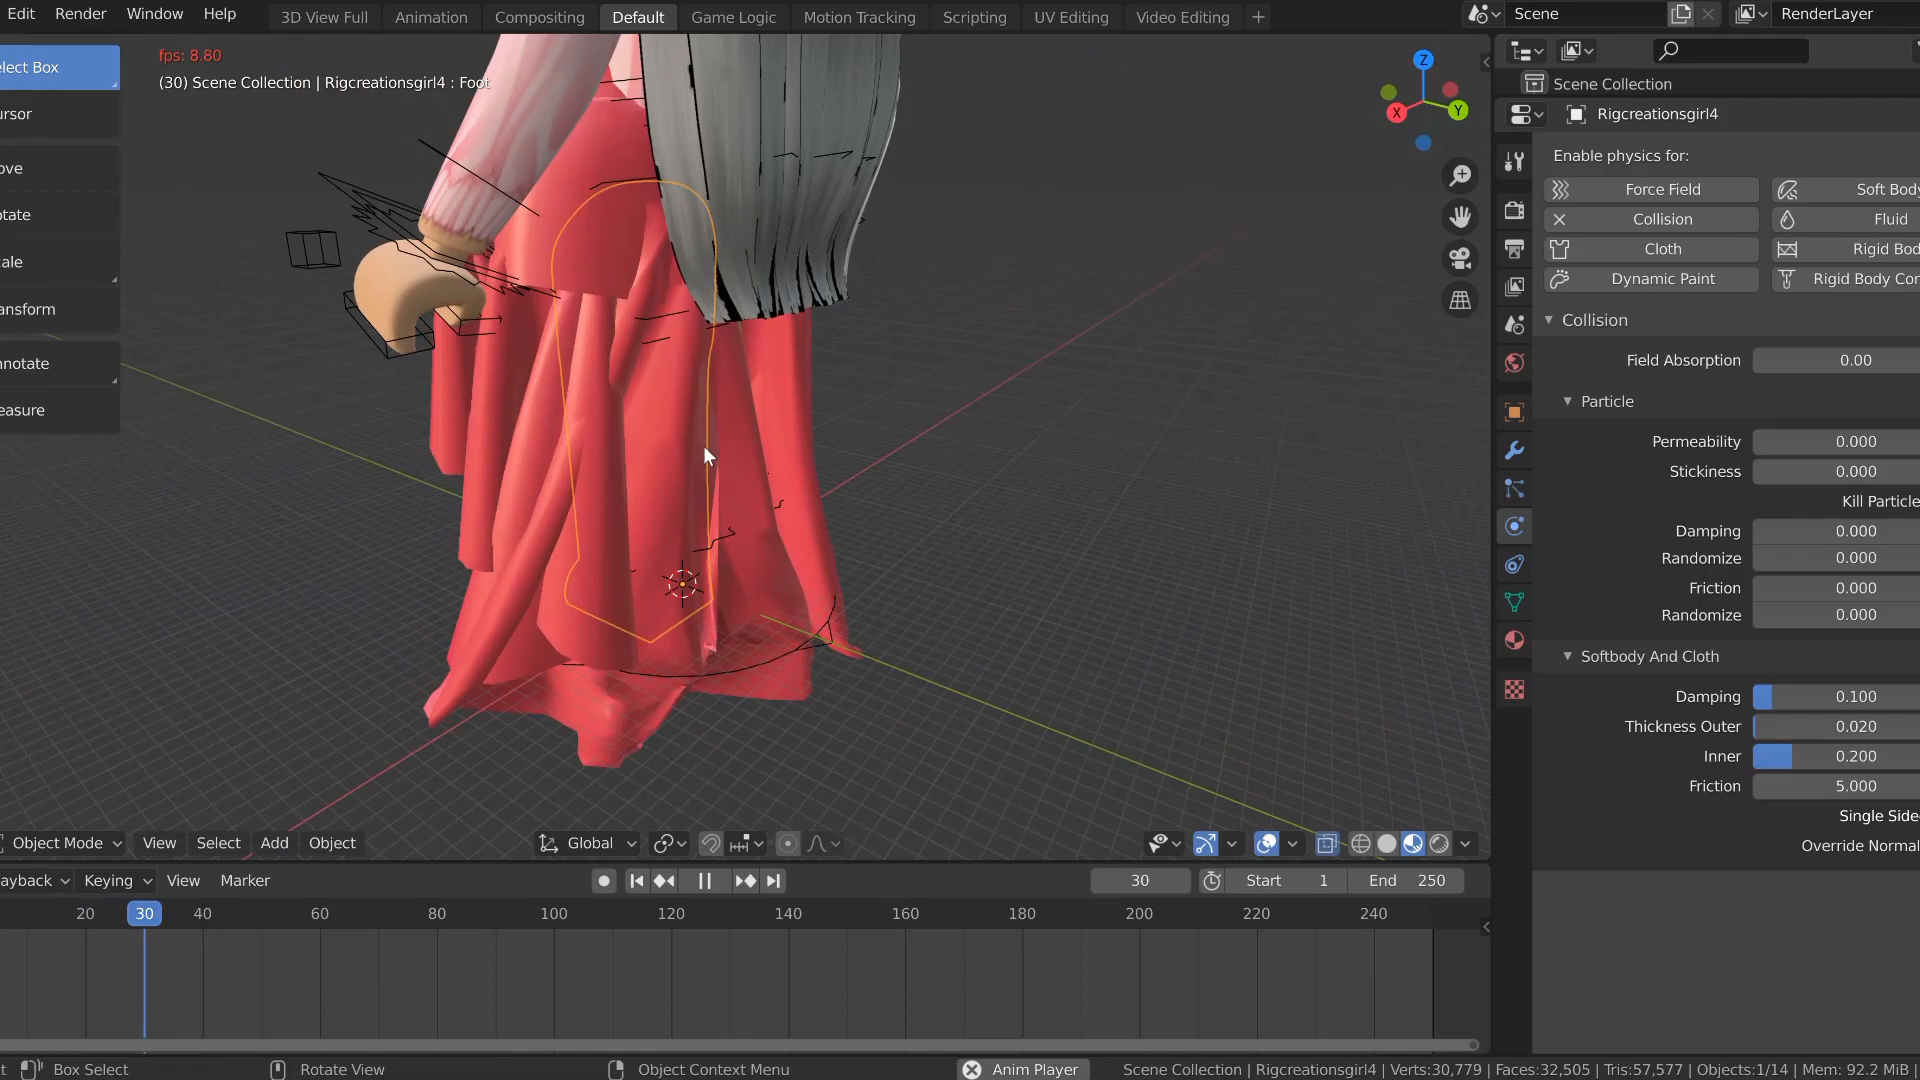 Edit Render Window Help 3D View Full Animation Compositing Default Game Logic Motion Tracking Scripting UV Editing Video Editing + Scene RenderLayer
fps: 8.80
(30) Scene Collection | Rigcreationsgirl4 : Foot
elect Box
ursor
ove
otate
cale
ansform
nnotate
easure
Z
X
Y
Scene Collection
Rigcreationsgirl4
Enable physics for:
Force Field Soft Body
Collision Fluid
Cloth Rigid Bod
Dynamic Paint Rigid Body Con
Collision
Field Absorption 0.00
Particle
Permeability 0.000
Stickiness 0.000
Kill Particle
Damping 0.000
Randomize 0.000
Friction 0.000
Randomize 0.000
Softbody And Cloth
Damping 0.100
Thickness Outer 0.020
Inner 0.200
Friction 5.000
Single Side
Override Normal
Object Mode View Select Add Object Global
ayback Keying View Marker 30 Start 1 End 250
20 30 40 60 80 100 120 140 160 180 200 220 240
t Box Select Rotate View Object Context Menu Anim Player Scene Collection | Rigcreationsgirl4 | Verts:30,779 | Faces:32,505 | Tris:57,577 | Objects:1/14 | Mem: 92.2 MiB |